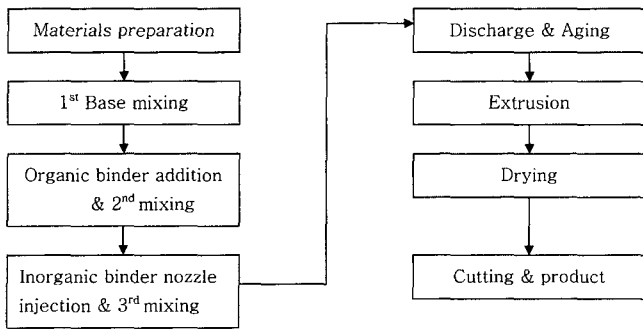 Materials preparation
1st Base mixing
Organic binder addition
& 2nd mixing
Inorganic binder nozzle
injection & 3rd mixing
Discharge & Aging
Extrusion
Drying
Cutting & product